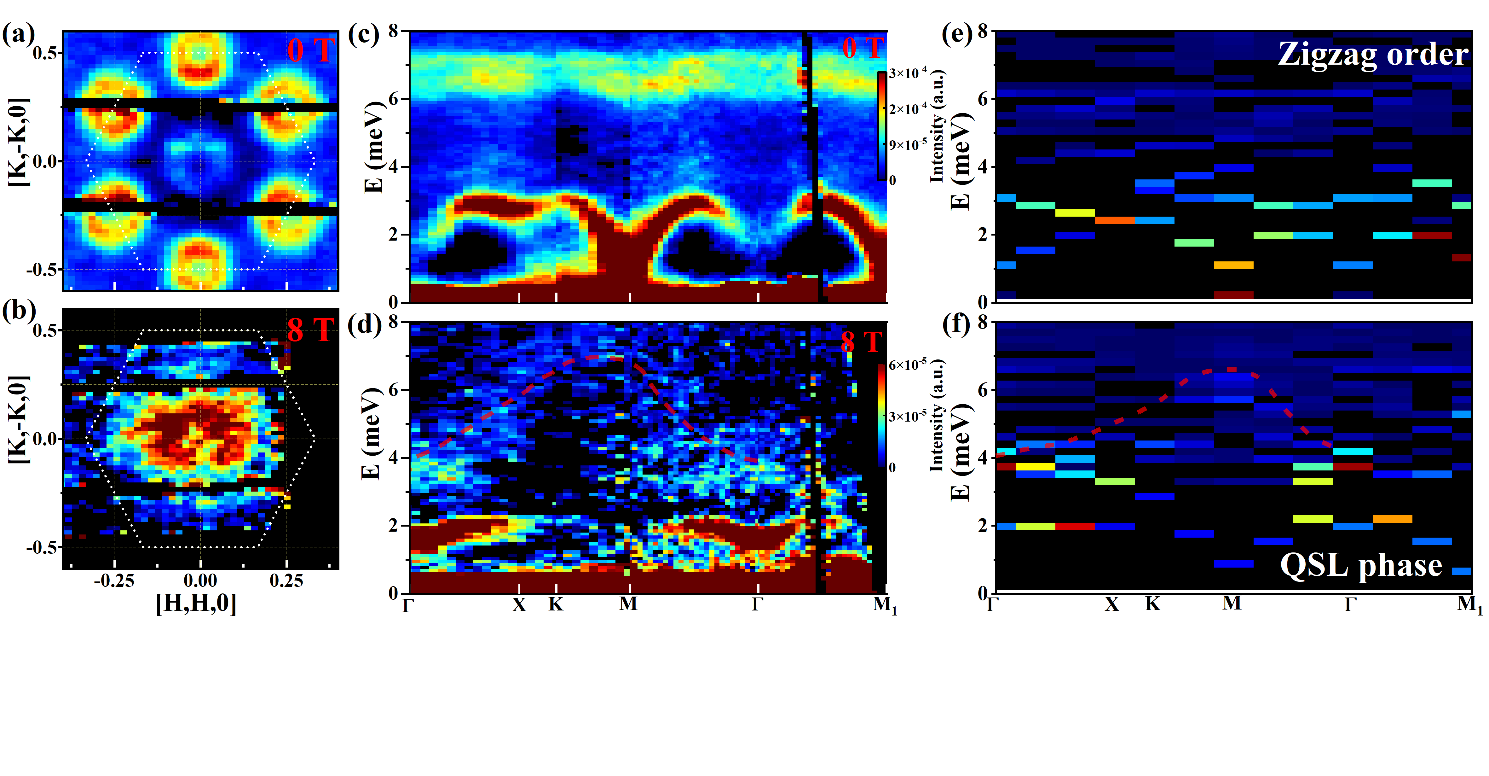 (a)
0 T
[K,-K,0]
0.5
0.0
-0.5
(b)
8 T
[K,-K,0]
0.5
0.0
-0.5
-0.25 0.00 0.25
[H,H,0]
(c)
0 T
E (meV)
8
6
4
2
0
3×10⁻⁴
2×10⁻⁴
9×10⁻⁵
0
Intensity (a.u.)
(d)
8 T
E (meV)
8
6
4
2
0
6×10⁻⁵
3×10⁻⁵
0
Intensity (a.u.)
Γ X K M Γ M₁
(e)
Zigzag order
E (meV)
8
6
4
2
0
(f)
QSL phase
E (meV)
8
6
4
2
0
Γ X K M Γ M₁